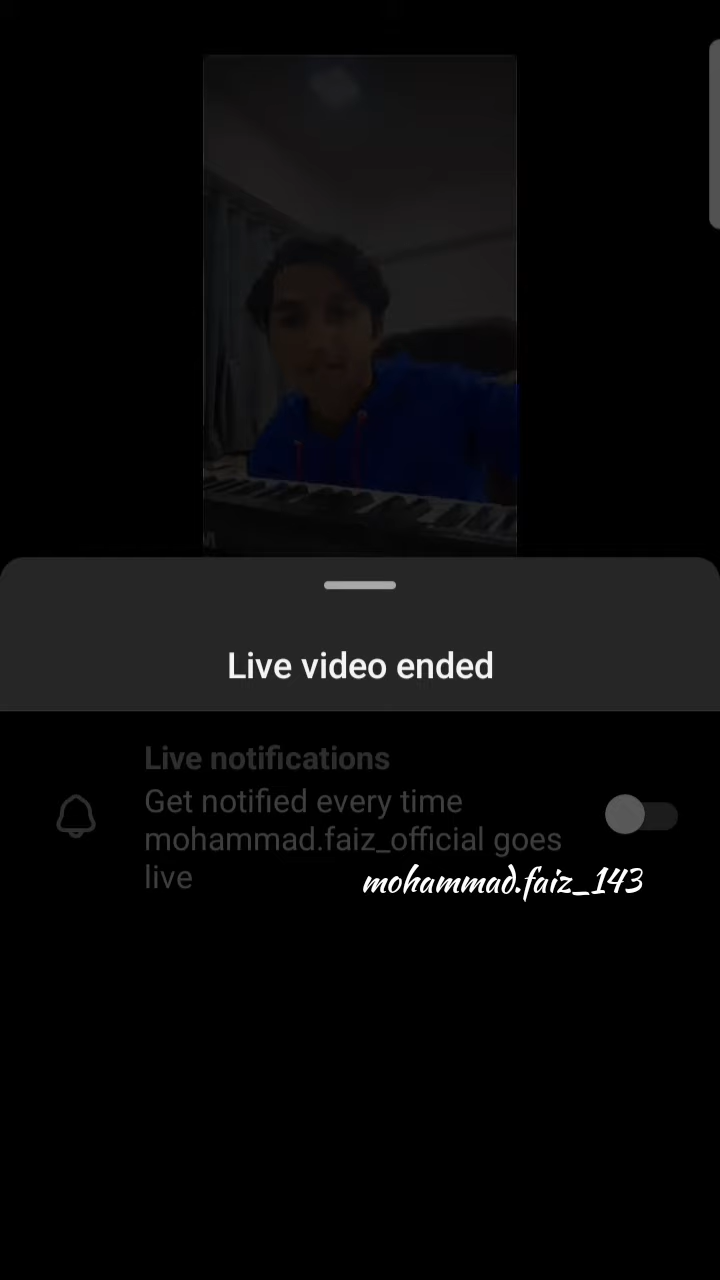 Live video ended
Live notifications
Get notified every time
mohammad.faiz_official goes
live
mohammad.faiz_143